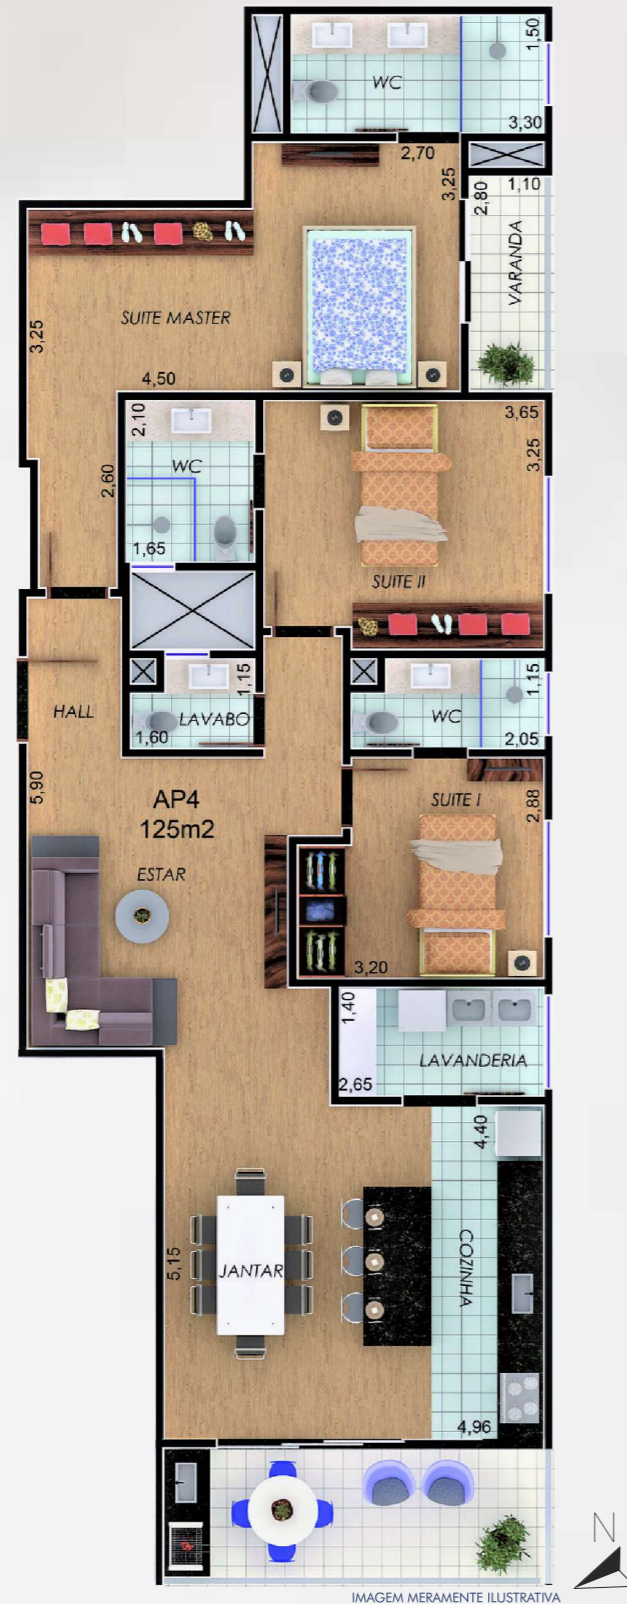 1,50
WC
3,30
2,70
3,25
2,80
1,10
VARANDA
SUITE MASTER
3,25
4,50
2,10
WC
2,60
1,65
3,65
3,25
SUITE II
HALL
1,15
LAVABO
1,60
1,15
WC
2,05
5,90
AP4
125m2
ESTAR
SUITE I
2,88
3,20
1,40
LAVANDERIA
2,65
4,40
COZINHA
5,15
JANTAR
4,96
N
IMAGEM MERAMENTE ILUSTRATIVA